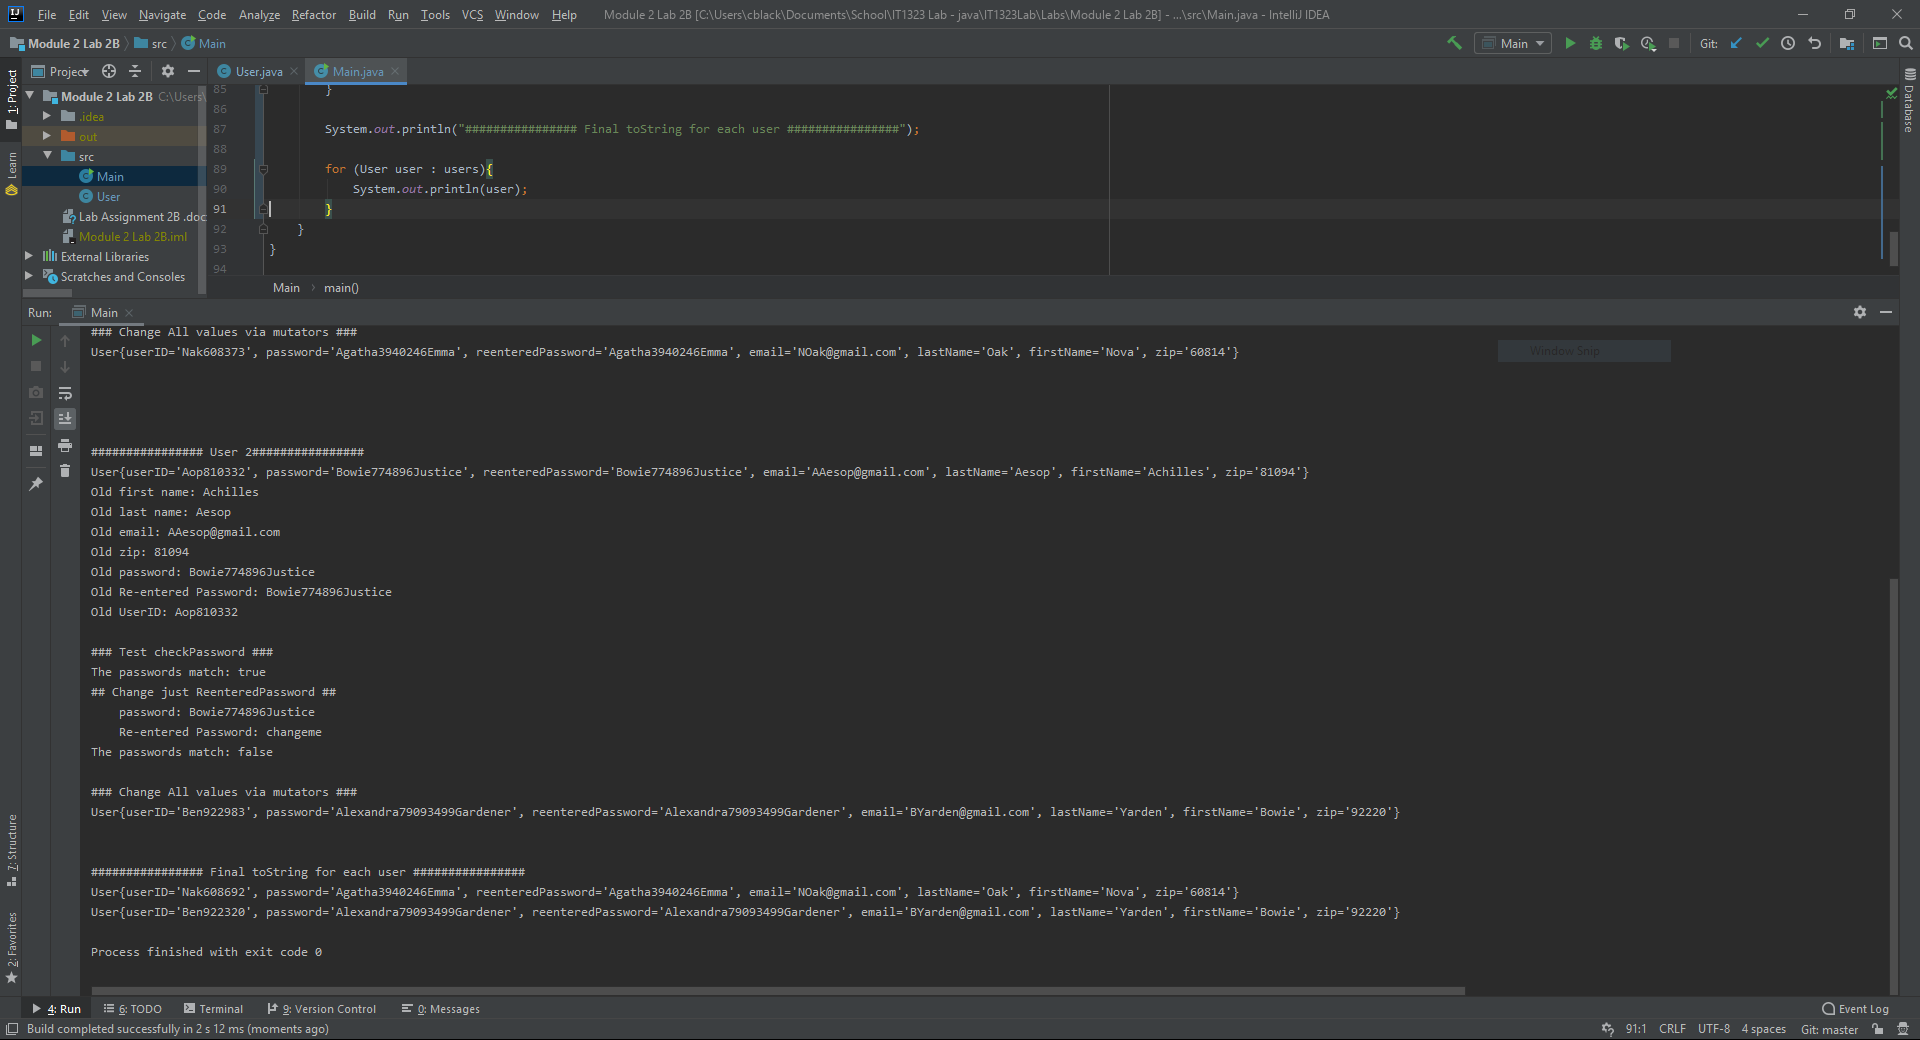 File Edit View Navigate Code Analyze Refactor Build Run Tools VCS Window Help Module 2 Lab 2B [C:\Users\cblack\Documents\School\IT1323 Lab - java\IT1323Lab\Labs\Module 2 Lab 2B] - ...\src\Main.java - IntelliJ IDEA
Module 2 Lab 2B src Main Main Git:
Project User.java Main.java
1: Project
Learn
7: Structure
2: Favorites
Database
Module 2 Lab 2B C:\Users\
.idea
out
src
Main
User
Lab Assignment 2B .doc
Module 2 Lab 2B.iml
External Libraries
Scratches and Consoles
85 }
86
87 System.out.println("################ Final toString for each user ################");
88
89 for (User user : users){
90 System.out.println(user);
91 }
92 }
93 }
94
Main main()
Run: Main
### Change All values via mutators ###
User{userID='Nak608373', password='Agatha3940246Emma', reenteredPassword='Agatha3940246Emma', email='NOak@gmail.com', lastName='Oak', firstName='Nova', zip='60814'}
Window Snip
################ User 2################
User{userID='Aop810332', password='Bowie774896Justice', reenteredPassword='Bowie774896Justice', email='AAesop@gmail.com', lastName='Aesop', firstName='Achilles', zip='81094'}
Old first name: Achilles
Old last name: Aesop
Old email: AAesop@gmail.com
Old zip: 81094
Old password: Bowie774896Justice
Old Re-entered Password: Bowie774896Justice
Old UserID: Aop810332
### Test checkPassword ###
The passwords match: true
## Change just ReenteredPassword ##
password: Bowie774896Justice
Re-entered Password: changeme
The passwords match: false
### Change All values via mutators ###
User{userID='Ben922983', password='Alexandra79093499Gardener', reenteredPassword='Alexandra79093499Gardener', email='BYarden@gmail.com', lastName='Yarden', firstName='Bowie', zip='92220'}
################ Final toString for each user ################
User{userID='Nak608692', password='Agatha3940246Emma', reenteredPassword='Agatha3940246Emma', email='NOak@gmail.com', lastName='Oak', firstName='Nova', zip='60814'}
User{userID='Ben922320', password='Alexandra79093499Gardener', reenteredPassword='Alexandra79093499Gardener', email='BYarden@gmail.com', lastName='Yarden', firstName='Bowie', zip='92220'}
Process finished with exit code 0
4: Run 6: TODO Terminal 9: Version Control 0: Messages Event Log
Build completed successfully in 2 s 12 ms (moments ago) 91:1 CRLF UTF-8 4 spaces Git: master